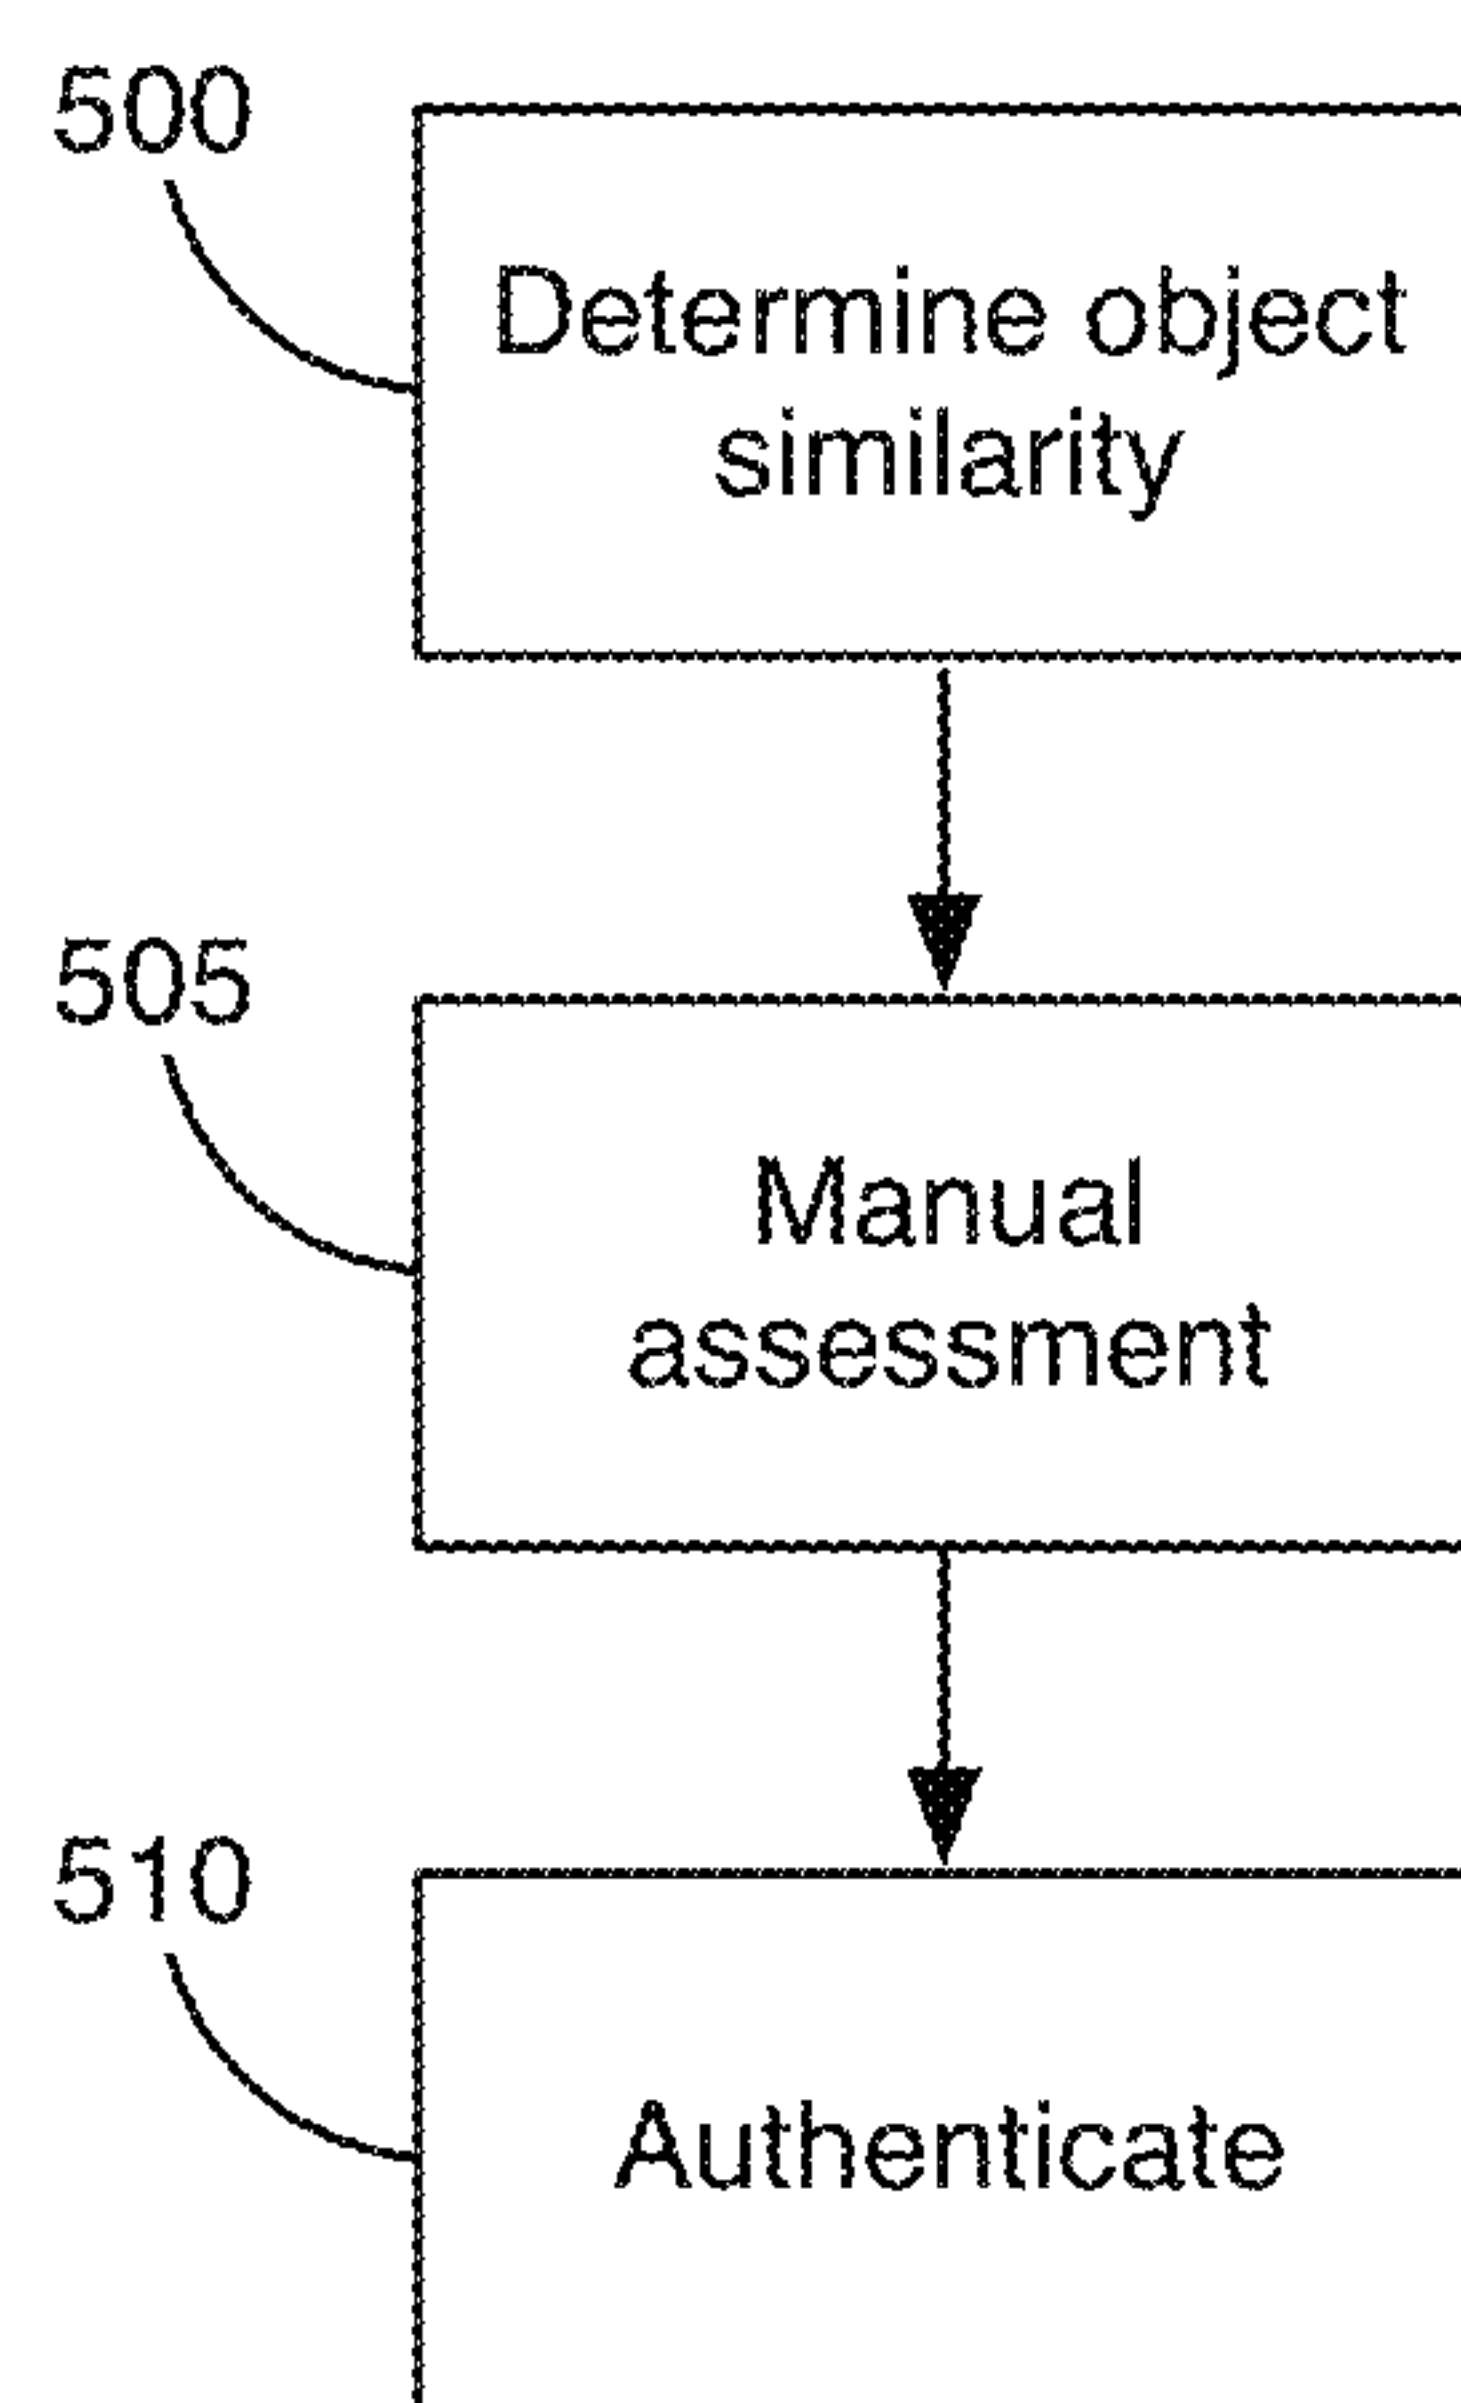 500
Determine object
similarity
505
Manual
assessment
510
Authenticate